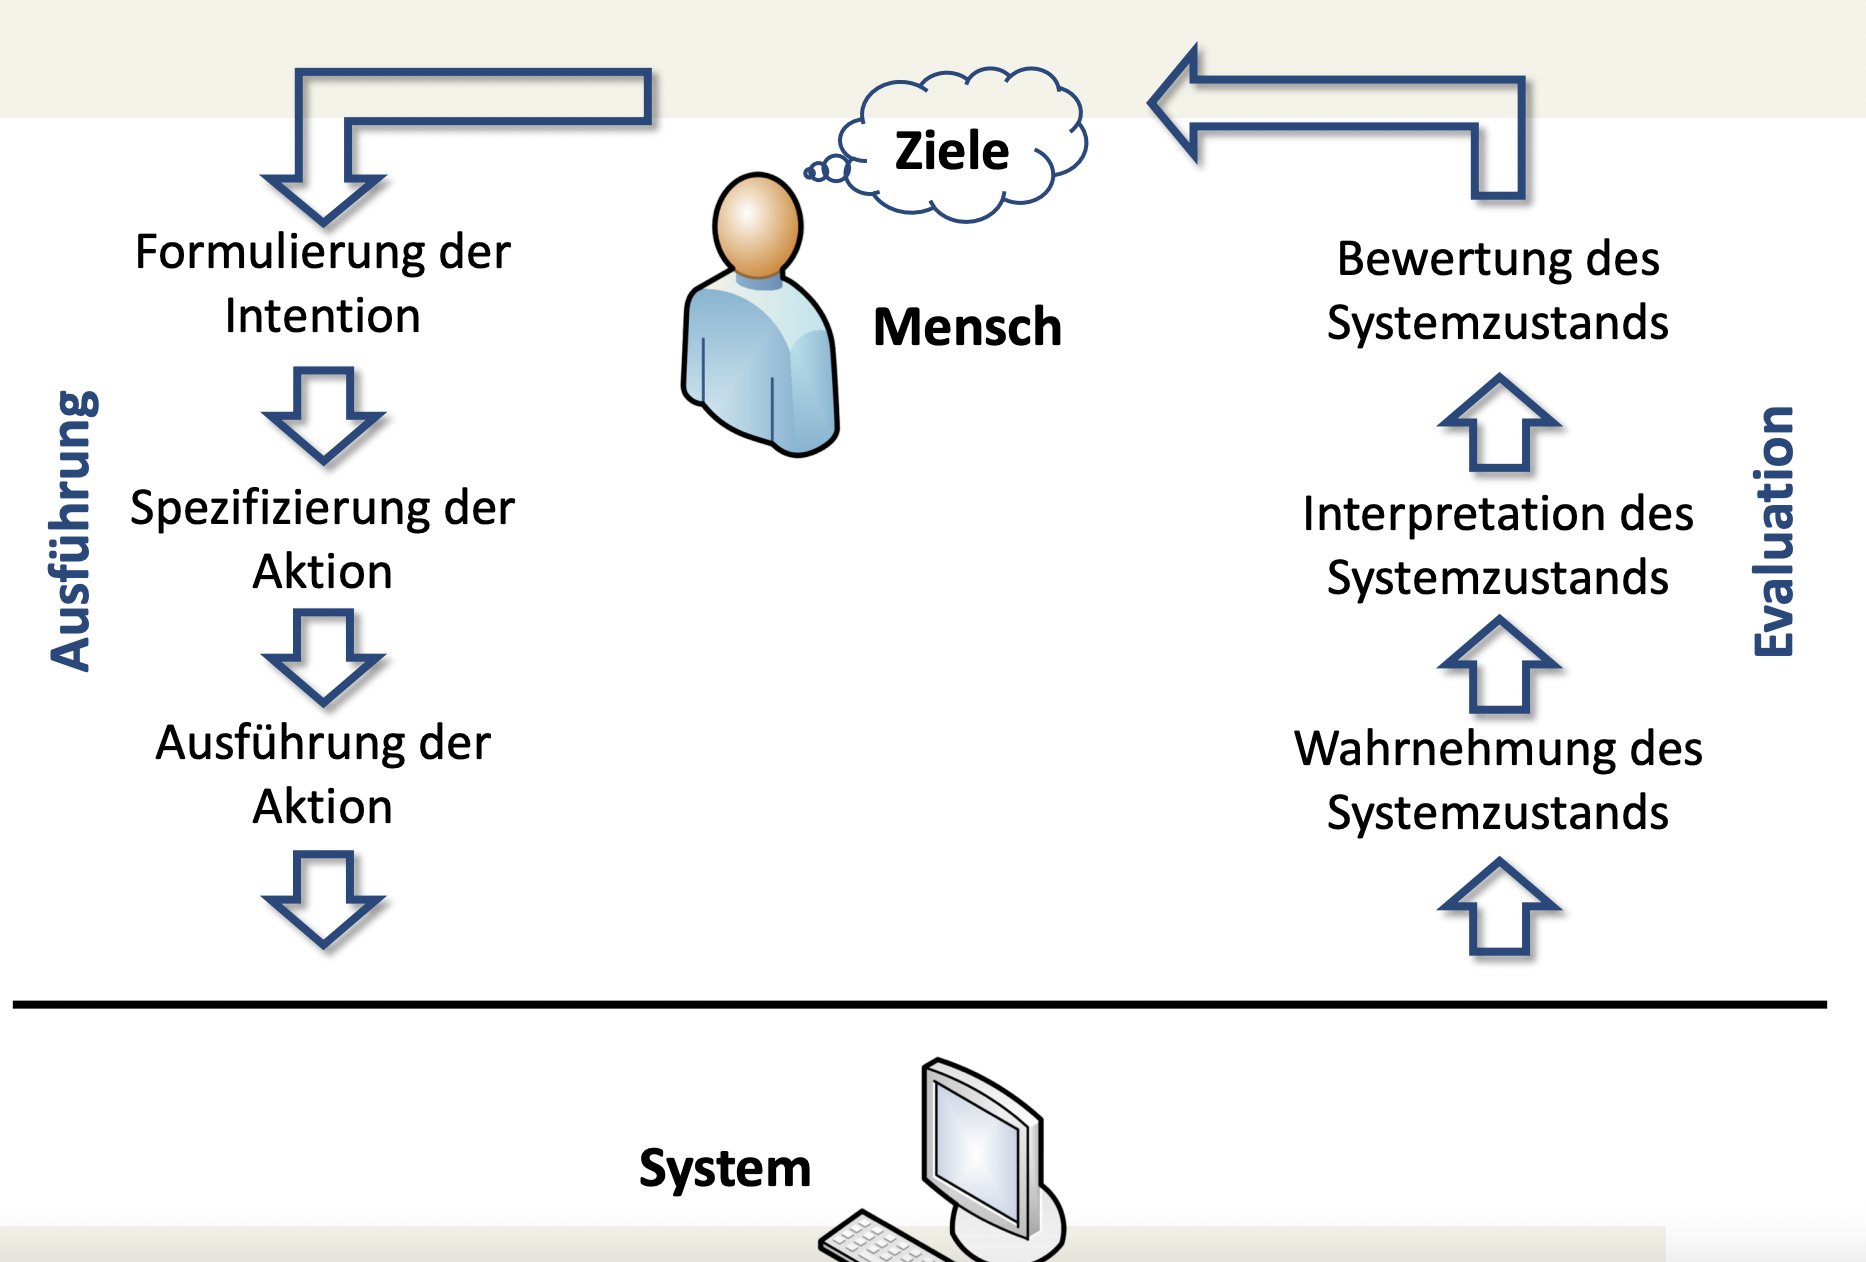 Ziele
Mensch
Ausführung
Formulierung der
Intention
Spezifizierung der
Aktion
Ausführung der
Aktion
Bewertung des
Systemzustands
Interpretation des
Systemzustands
Wahrnehmung des
Systemzustands
Evaluation
System